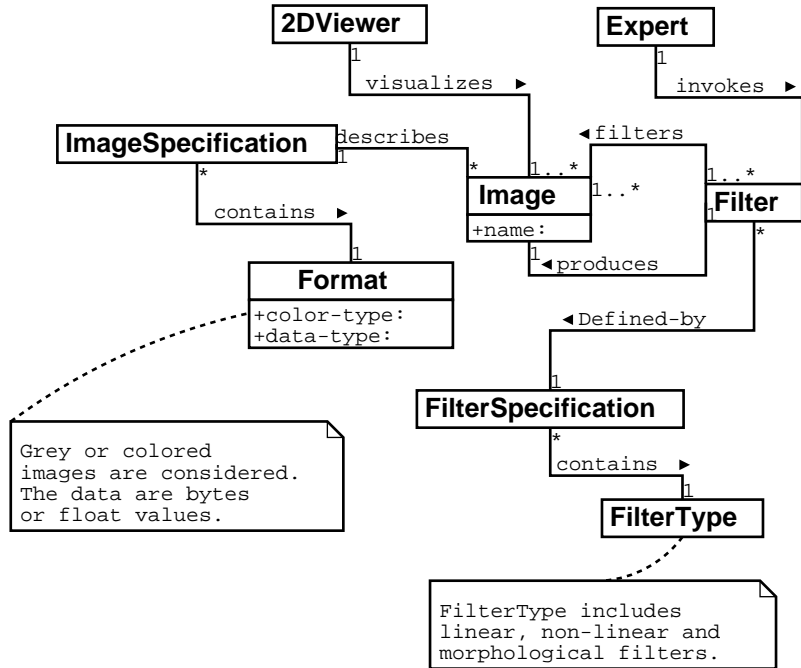 2DViewer
Expert
1
1
visualizes ►
invokes ►
ImageSpecification
describes
◄filters
1
*
*
1..*
1..*
1..*
Image
Filter
1
contains ►
+name:
*
1
1
◄produces
Format
+color-type:
+data-type:
◄Defined-by
1
FilterSpecification
*
Grey or colored
images are considered.
The data are bytes
or float values.
contains ►
1
FilterType
FilterType includes
linear, non-linear and
morphological filters.